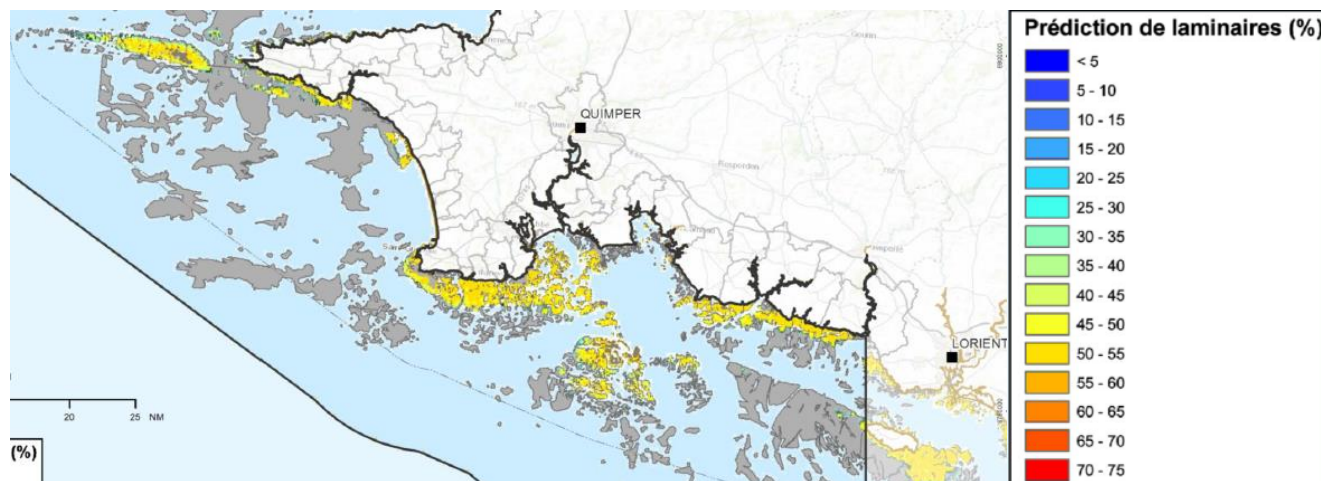 Prédiction de laminaires (%)
< 5
5 - 10
10 - 15
15 - 20
20 - 25
25 - 30
30 - 35
35 - 40
40 - 45
45 - 50
50 - 55
55 - 60
60 - 65
65 - 70
70 - 75
QUIMPER
LORIENT
20
25
NM
(%)